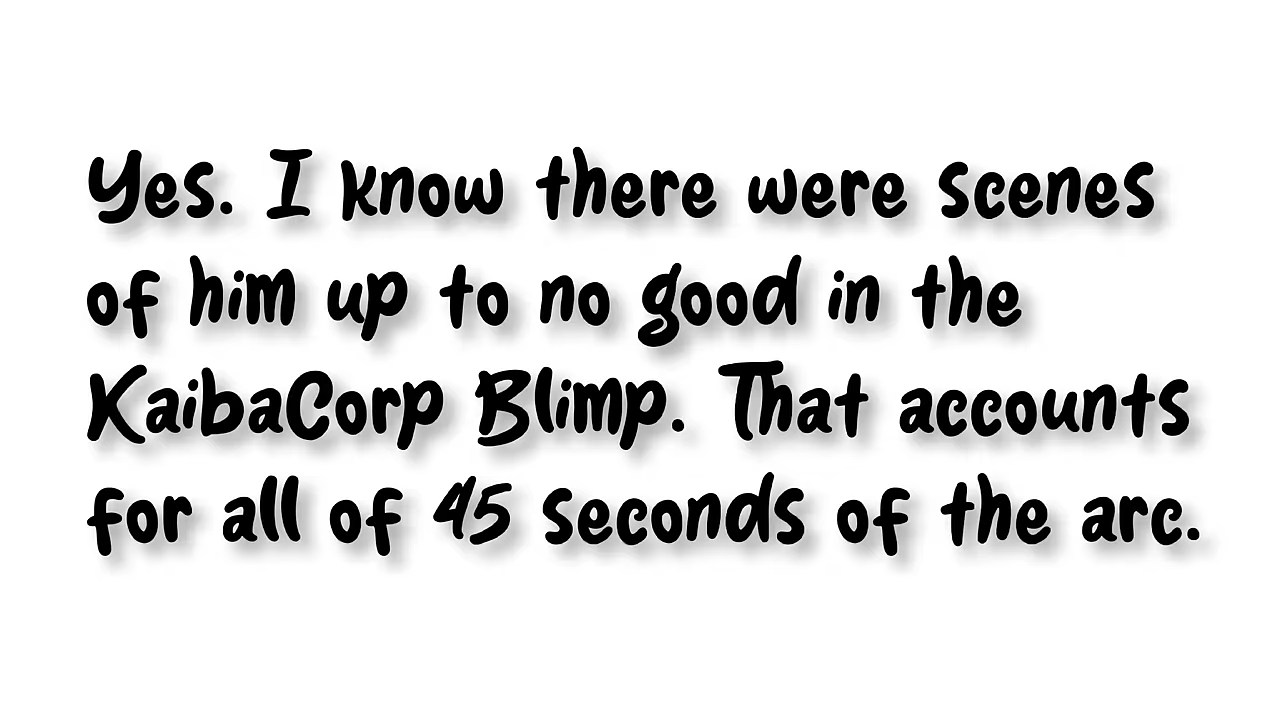 Yes. I know there were scenes
of him up to no good in the
KaibaCorp Blimp. That accounts
for all of 45 seconds of the arc.